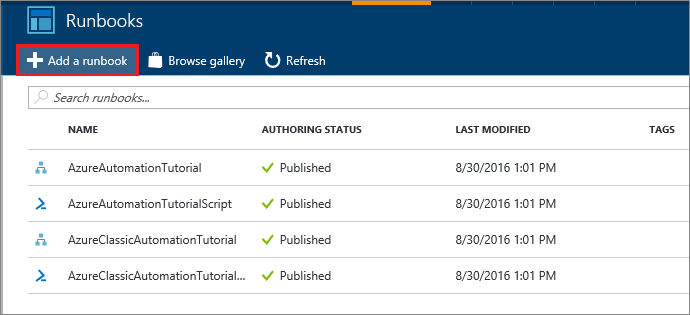 Runbooks
Add a runbook Browse gallery Refresh
Search runbooks...
NAME AUTHORING STATUS LAST MODIFIED TAGS
AzureAutomationTutorial Published 8/30/2016 1:01 PM
AzureAutomationTutorialScript Published 8/30/2016 1:01 PM
AzureClassicAutomationTutorial Published 8/30/2016 1:01 PM
AzureClassicAutomationTutorial... Published 8/30/2016 1:01 PM